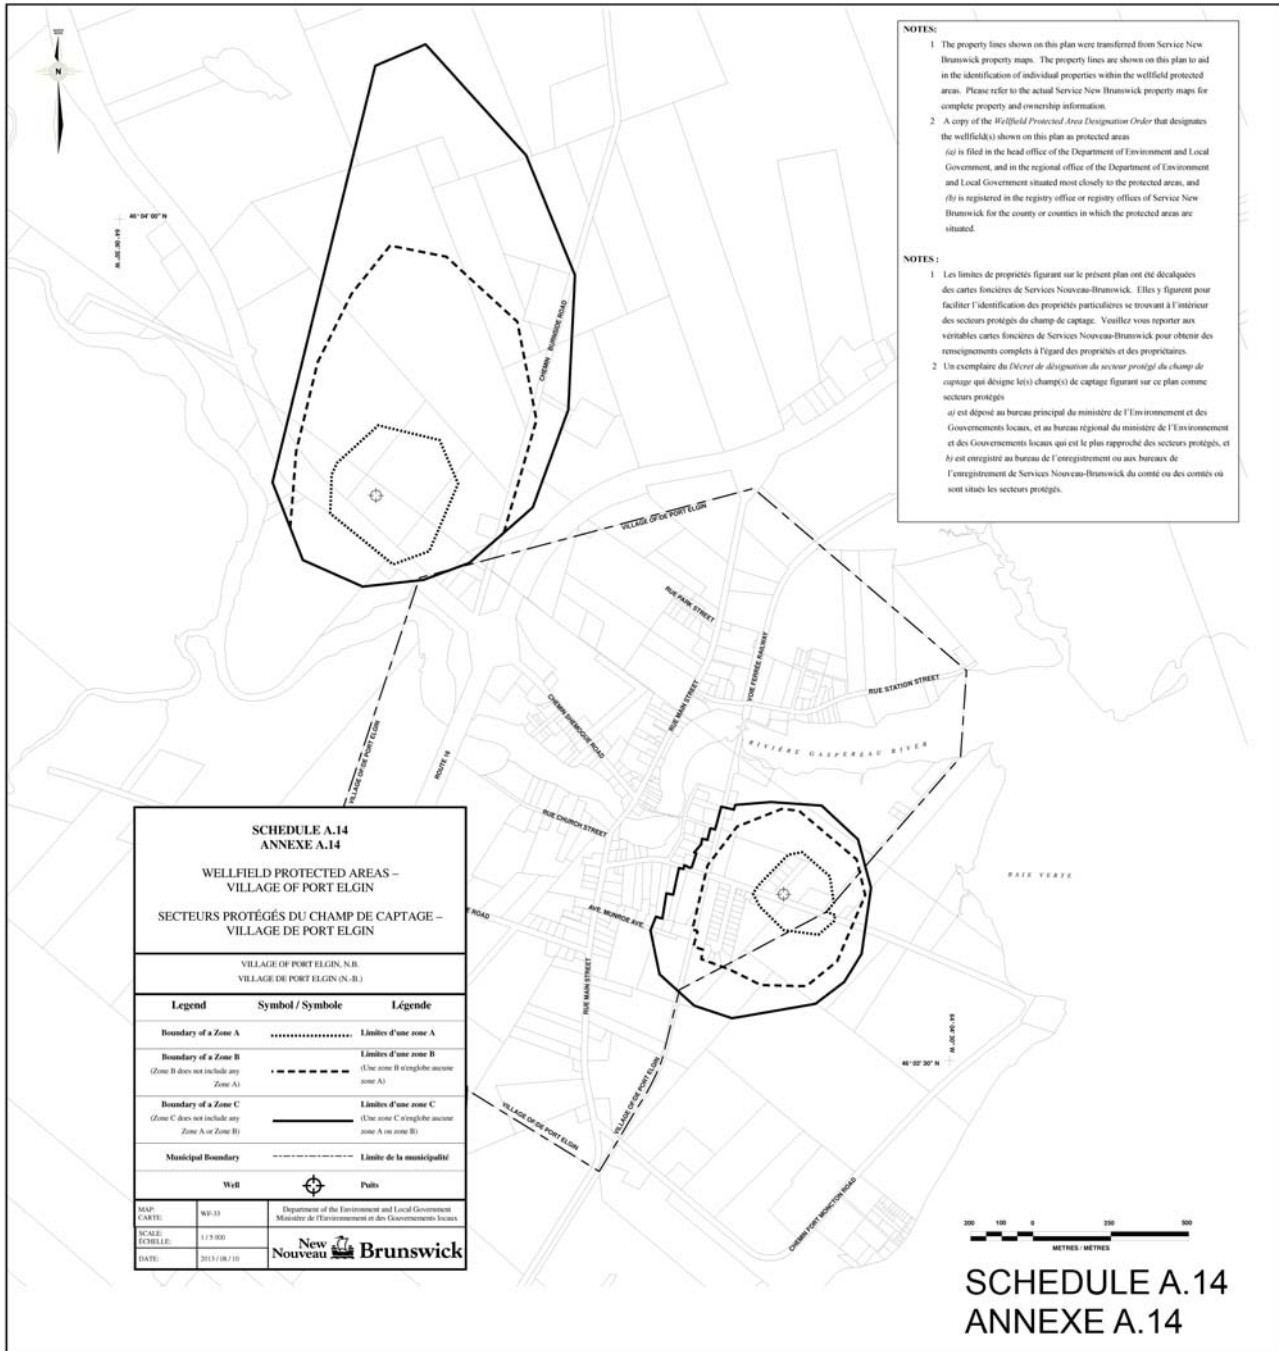 N
46° 04' 00" N
64° 06' 30" W
CHEMIN BURNSIDE ROAD
VILLAGE OF/DE PORT ELGIN
RUE PARK STREET
VOIE FERRÉE RAILWAY
RUE STATION STREET
RUE MAIN STREET
CHEMIN SHEMOGUE ROAD
RIVIÈRE GASPEREAU RIVER
VILLAGE OF/DE PORT ELGIN
ROUTE 16
RUE CHURCH STREET
BAIE VERTE
AVE. MUNROE AVE.
E ROAD
RUE MAIN STREET
64° 04' 30" W
46° 02' 30" N
VILLAGE OF/DE PORT ELGIN
VILLAGE OF/DE PORT ELGIN
CHEMIN FORT MONCTON ROAD
NOTES:
1 The property lines shown on this plan were transferred from Service New
Brunswick property maps. The property lines are shown on this plan to aid
in the identification of individual properties within the wellfield protected
areas. Please refer to the actual Service New Brunswick property maps for
complete property and ownership information.
2 A copy of the Wellfield Protected Area Designation Order that designates
the wellfield(s) shown on this plan as protected areas
(a) is filed in the head office of the Department of Environment and Local
Government, and in the regional office of the Department of Environment
and Local Government situated most closely to the protected areas, and
(b) is registered in the registry office or registry offices of Service New
Brunswick for the county or counties in which the protected areas are
situated.
NOTES :
1 Les limites de propriétés figurant sur le présent plan ont été décalquées
des cartes foncières de Services Nouveau-Brunswick. Elles y figurent pour
faciliter l'identification des propriétés particulières se trouvant à l'intérieur
des secteurs protégés du champ de captage. Veuillez vous reporter aux
véritables cartes foncières de Services Nouveau-Brunswick pour obtenir des
renseignements complets à l'égard des propriétés et des propriétaires.
2 Un exemplaire du Décret de désignation du secteur protégé du champ de
captage qui désigne le(s) champ(s) de captage figurant sur ce plan comme
secteurs protégés
a) est déposé au bureau principal du ministère de l'Environnement et des
Gouvernements locaux, et au bureau régional du ministère de l'Environnement
et des Gouvernements locaux qui est le plus rapproché des secteurs protégés, et
b) est enregistré au bureau de l'enregistrement ou aux bureaux de
l'enregistrement de Services Nouveau-Brunswick du comté ou des comtés où
sont situés les secteurs protégés.
SCHEDULE A.14
ANNEXE A.14
WELLFIELD PROTECTED AREAS –
VILLAGE OF PORT ELGIN
SECTEURS PROTÉGÉS DU CHAMP DE CAPTAGE –
VILLAGE DE PORT ELGIN
VILLAGE OF PORT ELGIN, N.B.
VILLAGE DE PORT ELGIN (N.-B.)
Legend Symbol / Symbole Légende
Boundary of a Zone A Limites d'une zone A
Boundary of a Zone B Limites d'une zone B
(Zone B does not include any (Une zone B n'englobe aucune
Zone A) zone A)
Boundary of a Zone C Limites d'une zone C
(Zone C does not include any (Une zone C n'englobe aucune
Zone A or Zone B) zone A ou zone B)
Municipal Boundary Limite de la municipalité
Well Puits
MAP: WF-33 Department of the Environment and Local Government
CARTE: Ministère de l'Environnement et des Gouvernements locaux
SCALE: 1 / 5 000
ÉCHELLE:
DATE: 2013 / 08 / 10
New Nouveau Brunswick
200 100 0 250 500
METRES / MÈTRES
SCHEDULE A.14
ANNEXE A.14